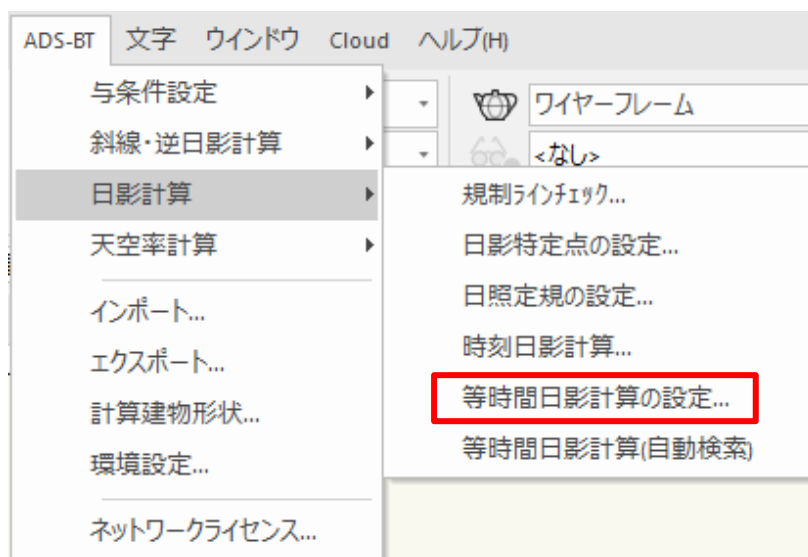 ADS-BT 文字 ウインドウ Cloud ヘルプ(H)
与条件設定
斜線・逆日影計算
日影計算
天空率計算
インポート...
エクスポート...
計算建物形状...
環境設定...
ネットワークライセンス...
ワイヤーフレーム
<なし>
規制ラインチェック...
日影特定点の設定...
日照定規の設定...
時刻日影計算...
等時間日影計算の設定...
等時間日影計算(自動検索)